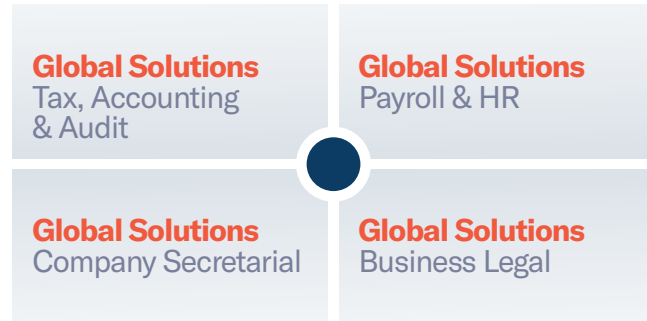 Global Solutions
Tax, Accounting
& Audit
Global Solutions
Payroll & HR
Global Solutions
Company Secretarial
Global Solutions
Business Legal